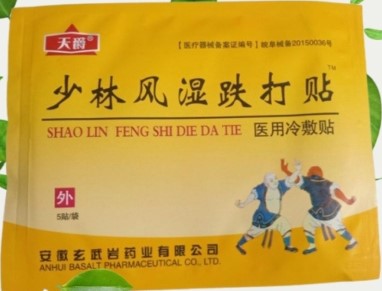 天爵
【医疗器械备案证编号】皖阜械备20150036号
少林风湿跌打贴™
SHAO LIN FENG SHI DIE DA TIE
医用冷敷贴
外
5贴/袋
安徽玄武岩药业有限公司
ANHUI BASALT PHARMACEUTICAL CO., LTD.